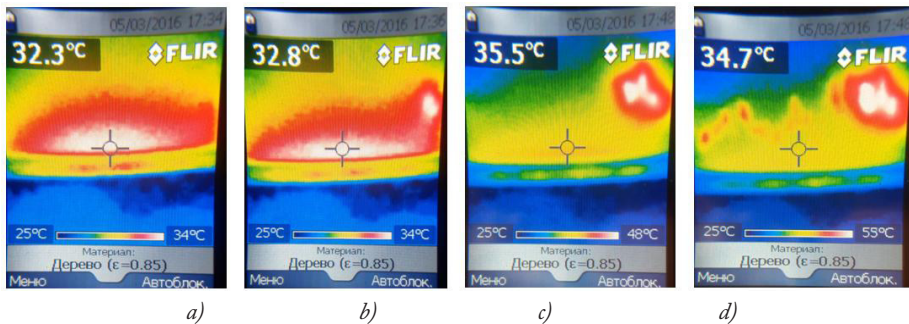 05/03/2016 17:34
32.3°C FLIR
25°C 34°C
Материал:
Дерево (ε=0.85)
Меню Автоблок.
a)
05/03/2016 17:36
32.8°C FLIR
25°C 34°C
Материал:
Дерево (ε=0.85)
Меню Автоблок.
b)
05/03/2016 17:48
35.5°C FLIR
25°C 48°C
Материал:
Дерево (ε=0.85)
Меню Автоблок.
c)
05/03/2016 17:48
34.7°C FLIR
25°C 55°C
Материал:
Дерево (ε=0.85)
Меню Автоблок.
d)